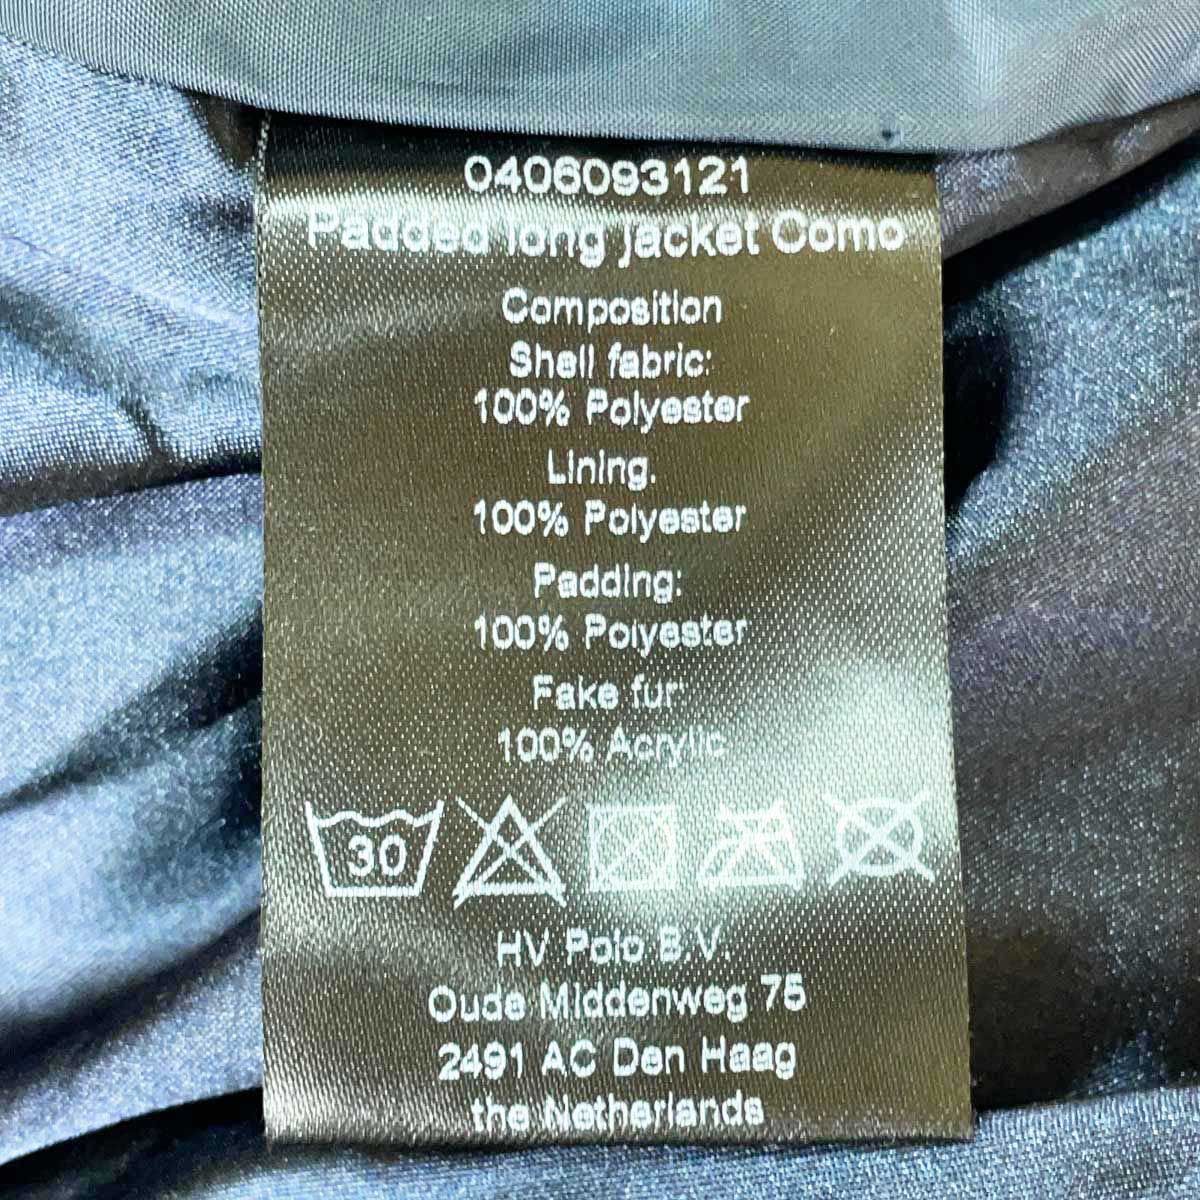 0406093121
Padded long jacket Como
Composition
Shell fabric:
100% Polyester
Lining:
100% Polyester
Padding:
100% Polyester
Fake fur:
100% Acrylic
30
HV Polo B.V.
Oude Middenweg 75
2491 AC Den Haag
the Netherlands